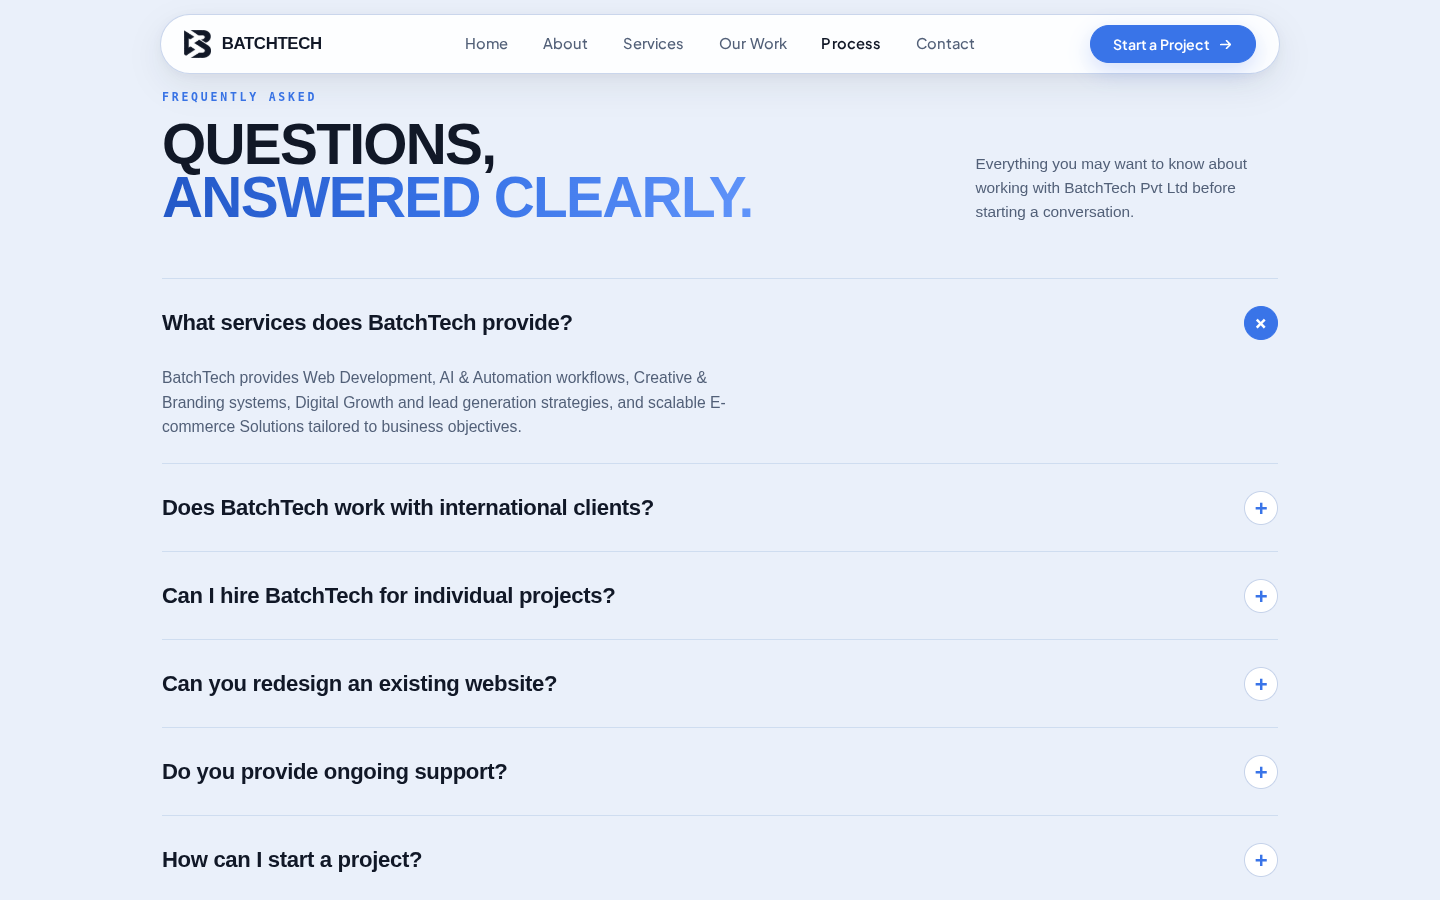 BATCHTECH
Home
About
Services
Our Work
Process
Contact
Start a Project
FREQUENTLY ASKED
QUESTIONS,
ANSWERED CLEARLY.
Everything you may want to know about
working with BatchTech Pvt Ltd before
starting a conversation.
What services does BatchTech provide?
BatchTech provides Web Development, AI & Automation workflows, Creative &
Branding systems, Digital Growth and lead generation strategies, and scalable E-
commerce Solutions tailored to business objectives.
Does BatchTech work with international clients?
Can I hire BatchTech for individual projects?
Can you redesign an existing website?
Do you provide ongoing support?
How can I start a project?